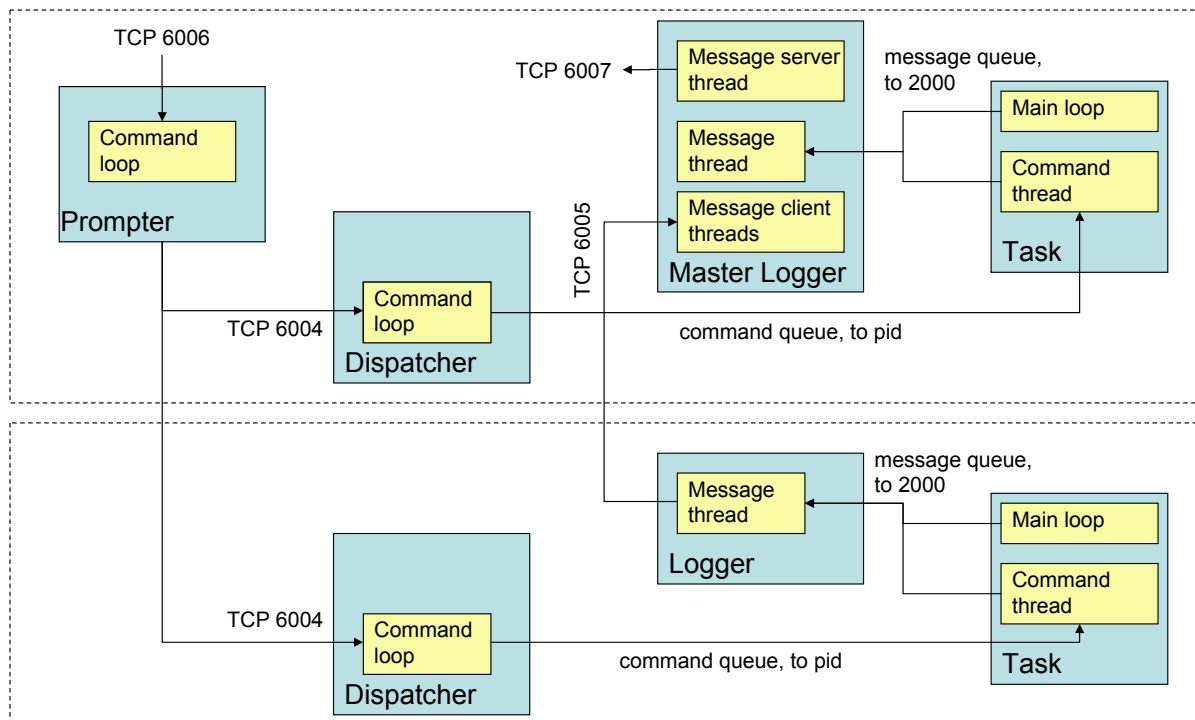 TCP 6006
Command
loop
Prompter
TCP 6004
Command
loop
Dispatcher
TCP 6007
Message server
thread
Message
thread
Message client
threads
Master Logger
TCP 6005
message queue,
to 2000
Main loop
Command
thread
Task
command queue, to pid
TCP 6004
Command
loop
Dispatcher
Message
thread
Logger
message queue,
to 2000
Main loop
Command
thread
Task
command queue, to pid